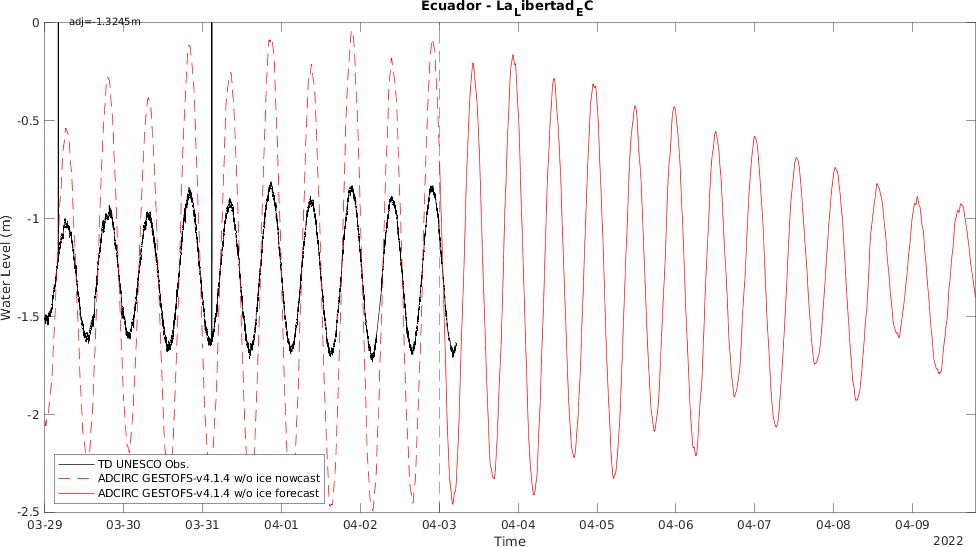 Ecuador - LaLibertadEC
adj=-1.3245m
0
-0.5
-1
-1.5
-2
-2.5
Water Level (m)
TD UNESCO Obs.
ADCIRC GESTOFS-v4.1.4 w/o ice nowcast
ADCIRC GESTOFS-v4.1.4 w/o ice forecast
03-29 03-30 03-31 04-01 04-02 04-03 04-04 04-05 04-06 04-07 04-08 04-09
Time
2022